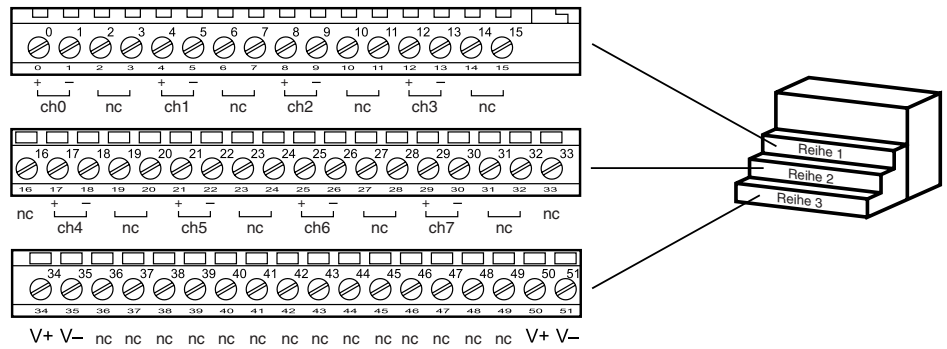 0 1 2 3 4 5 6 7 8 9 10 11 12 13 14 15
0 1 2 3 4 5 6 7 8 9 10 11 12 13 14 15
+ − + − + − + −
ch0 nc ch1 nc ch2 nc ch3 nc
16 17 18 19 20 21 22 23 24 25 26 27 28 29 30 31 32 33
16 17 18 19 20 21 22 23 24 25 26 27 28 29 30 31 32 33
+ − + − + − + −
nc ch4 nc ch5 nc ch6 nc ch7 nc nc
34 35 36 37 38 39 40 41 42 43 44 45 46 47 48 49 50 51
34 35 36 37 38 39 40 41 42 43 44 45 46 47 48 49 50 51
V+ V− nc nc nc nc nc nc nc nc nc nc nc nc nc nc V+ V−
Reihe 1
Reihe 2
Reihe 3